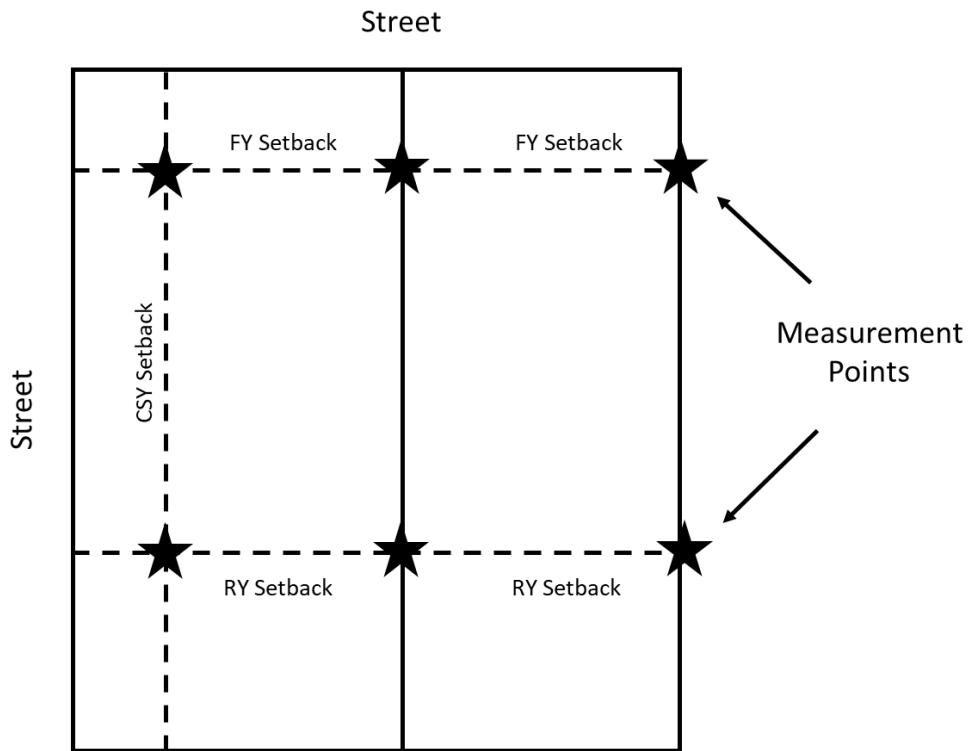 Street
FY Setback
FY Setback
CSY Setback
Street
Measurement
Points
RY Setback
RY Setback